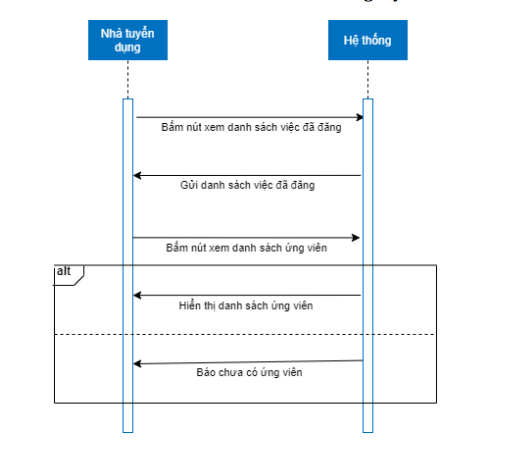 Nhà tuyển
dụng
Hệ thống
Bấm nút xem danh sách việc đã đăng
Gửi danh sách việc đã đăng
Bấm nút xem danh sách ứng viên
alt
Hiển thị danh sách ứng viên
Báo chưa có ứng viên